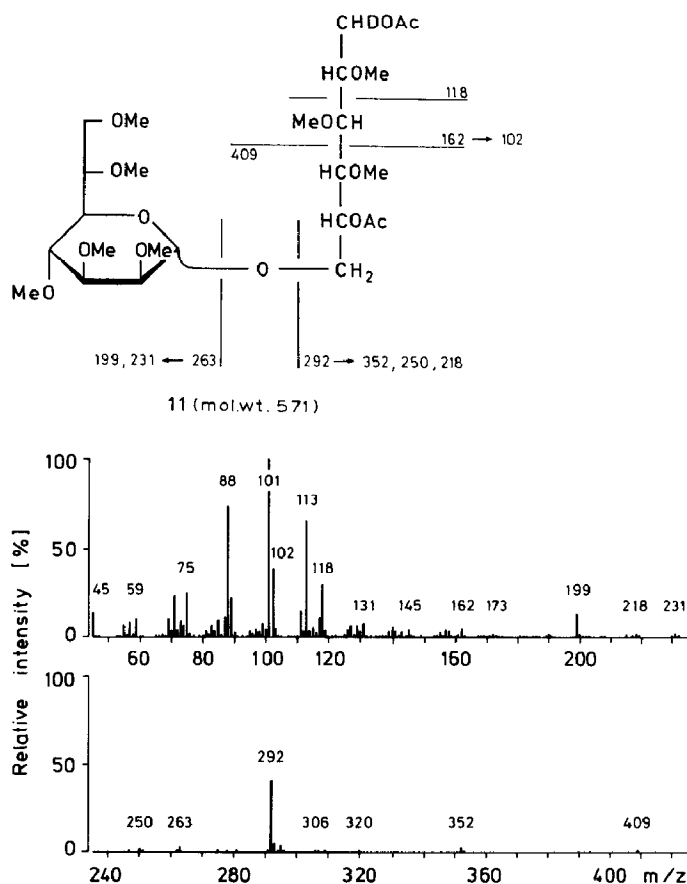 CHDOAc
HCOMe
118
MeOCH
162 → 102
409
HCOMe
HCOAc
CH2
O
OMe
OMe
O
OMe
OMe
MeO
199, 231 ← 263
292 → 352, 250, 218
11 (mol.wt. 571)
Relative intensity [%]
100
50
0
45
59
75
88
101
102
113
118
131
145
162
173
199
218
231
60
80
100
120
140
160
200
100
50
0
250
263
292
306
320
352
409
240
280
320
360
400
m/z